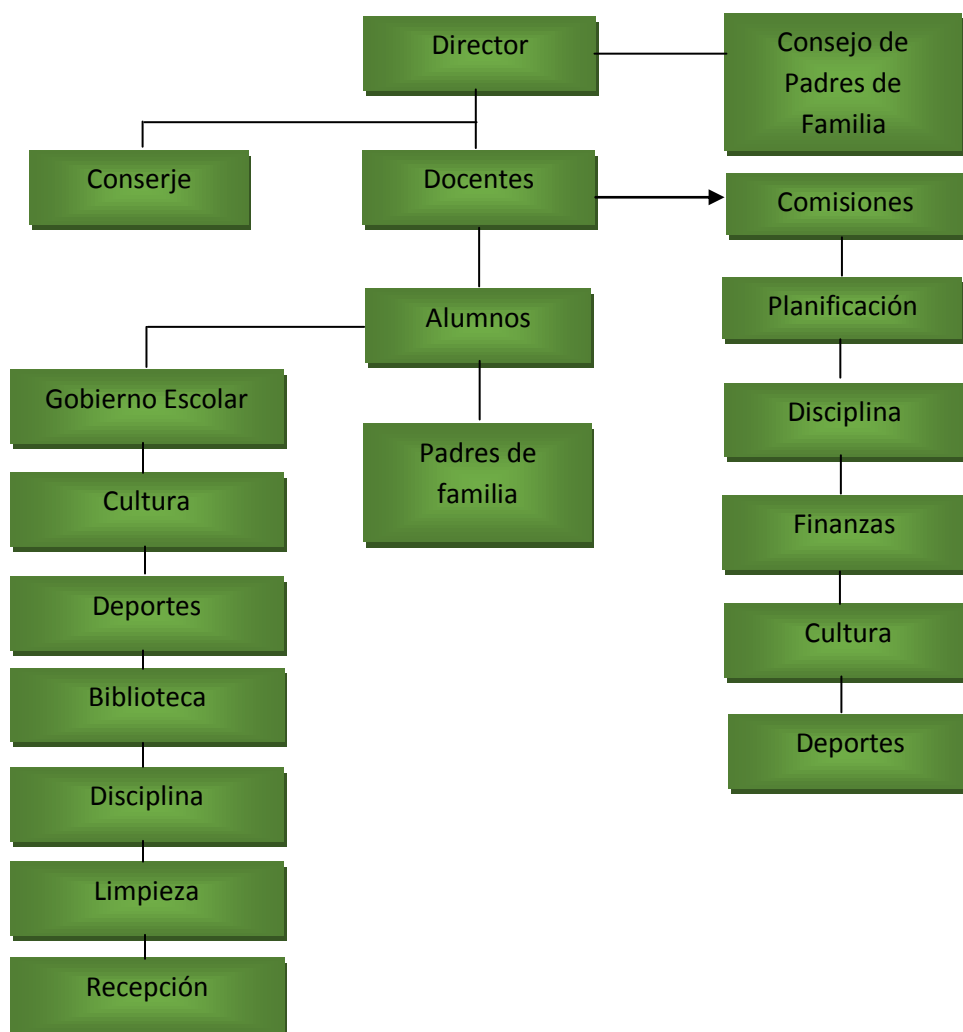 Director
Consejo de
Padres de
Familia
Conserje
Docentes
Comisiones
Alumnos
Planificación
Gobierno Escolar
Disciplina
Padres de
familia
Cultura
Finanzas
Deportes
Cultura
Biblioteca
Deportes
Disciplina
Limpieza
Recepción